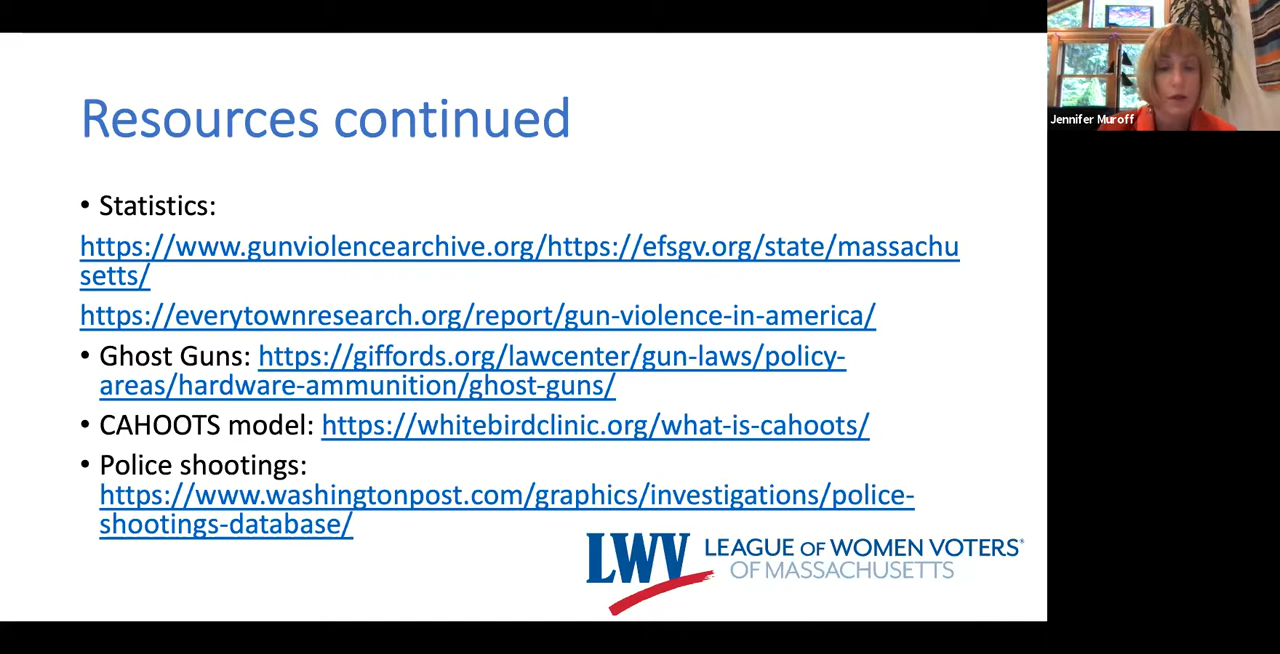 Resources continued
Jennifer Muroff
• Statistics:
https://www.gunviolencearchive.org/https://efsgv.org/state/massachu
setts/
https://everytownresearch.org/report/gun-violence-in-america/
• Ghost Guns: https://giffords.org/lawcenter/gun-laws/policy-
areas/hardware-ammunition/ghost-guns/
• CAHOOTS model: https://whitebirdclinic.org/what-is-cahoots/
• Police shootings:
https://www.washingtonpost.com/graphics/investigations/police-
shootings-database/
LWV LEAGUE OF WOMEN VOTERS®
OF MASSACHUSETTS